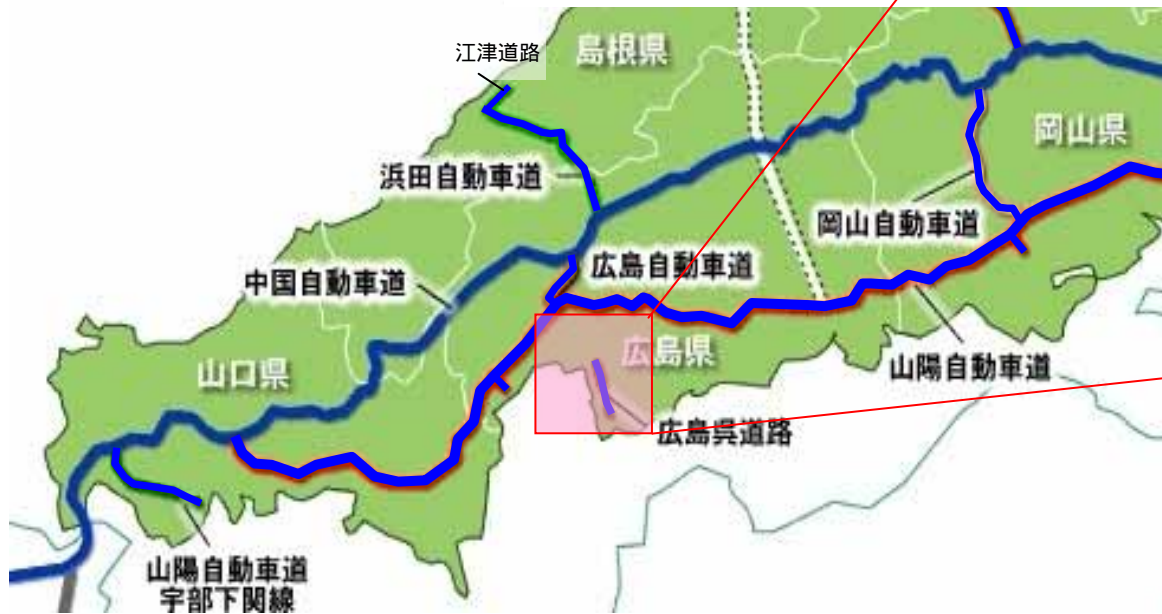 江津道路
島根県
岡山県
浜田自動車道
岡山自動車道
広島自動車道
中国自動車道
広島県
山口県
山陽自動車道
広島呉道路
山陽自動車道
宇部下関線